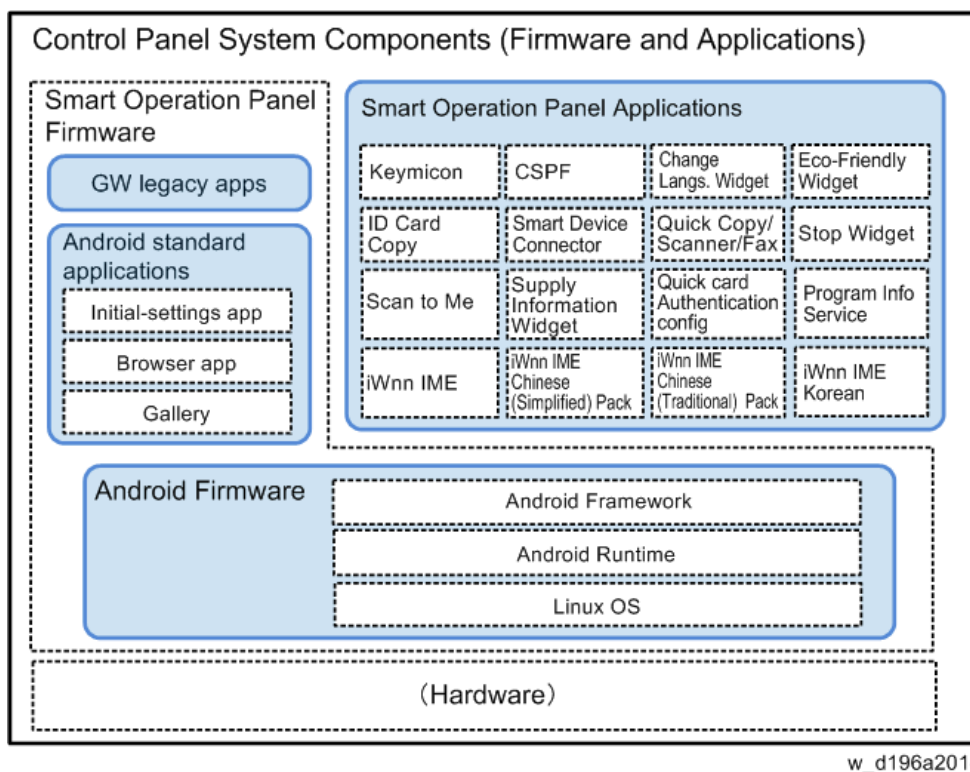 Control Panel System Components (Firmware and Applications)
Smart Operation Panel
Firmware
GW legacy apps
Android standard
applications
Initial-settings app
Browser app
Gallery
Smart Operation Panel Applications
Keymicon
CSPF
Change
Langs. Widget
Eco-Friendly
Widget
ID Card
Copy
Smart Device
Connector
Quick Copy/
Scanner/Fax
Stop Widget
Scan to Me
Supply
Information
Widget
Quick card
Authentication
config
Program Info
Service
iWnn IME
iWnn IME
Chinese
(Simplified) Pack
iWnn IME
Chinese
(Traditional) Pack
iWnn IME
Korean
Android Firmware
Android Framework
Android Runtime
Linux OS
(Hardware)
w_d196a201